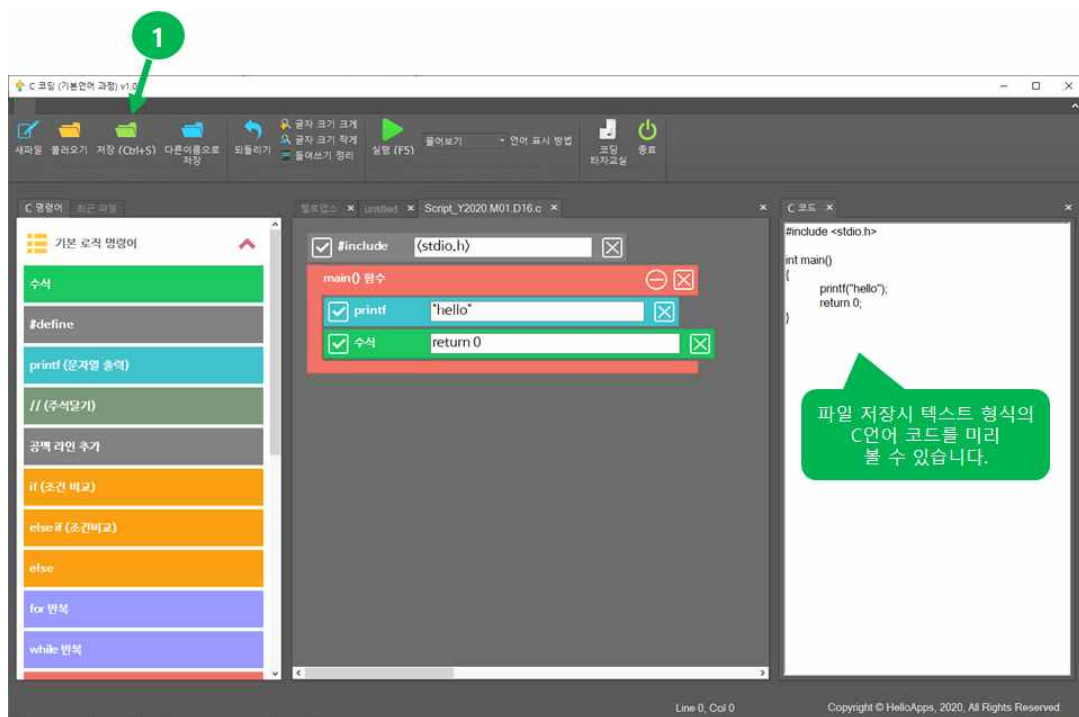 1
C 코딩 (기본언어 과정) v1.0
새파일
불러오기
저장 (Ctrl+S)
다른이름으로
저장
되돌리기
글자 크기 크게
글자 크기 작게
들여쓰기 정리
실행 (F5)
물어보기
언어 표시 방법
코딩
타자교실
종료
C 명령어
최근 파일
헬로앱스
untitled
Script_Y2020.M01.D16.c
C 코드
기본 로직 명령어
수식
#define
printf (문자열 출력)
// (주석달기)
공백 라인 추가
if (조건 비교)
else if (조건비교)
else
for 반복
while 반복
#include
⟨stdio.h⟩
main() 함수
printf
"hello"
수식
return 0
#include <stdio.h>
int main()
{
printf("hello");
return 0;
}
파일 저장시 텍스트 형식의
C언어 코드를 미리
볼 수 있습니다.
Line 0, Col 0
Copyright © HelloApps, 2020, All Rights Reserved